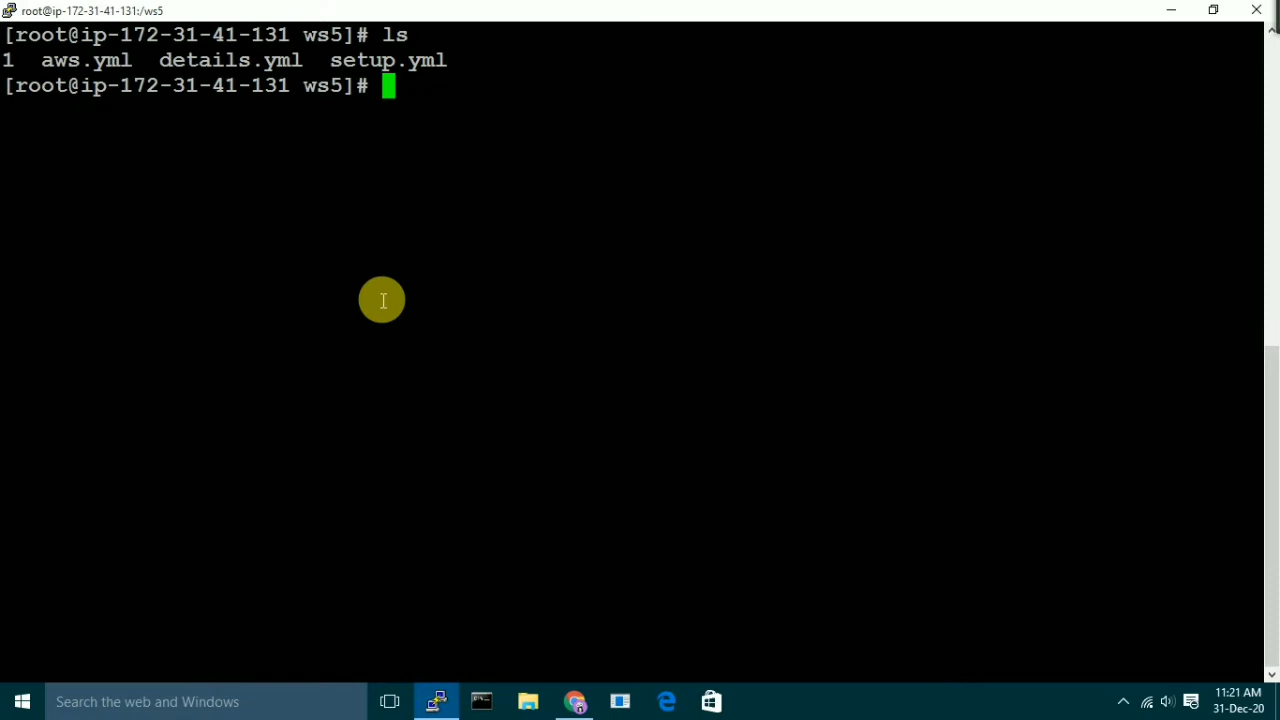 root@ip-172-31-41-131:/ws5
[root@ip-172-31-41-131 ws5]# ls
1  aws.yml  details.yml  setup.yml
[root@ip-172-31-41-131 ws5]#
Search the web and Windows
11:21 AM
31-Dec-20